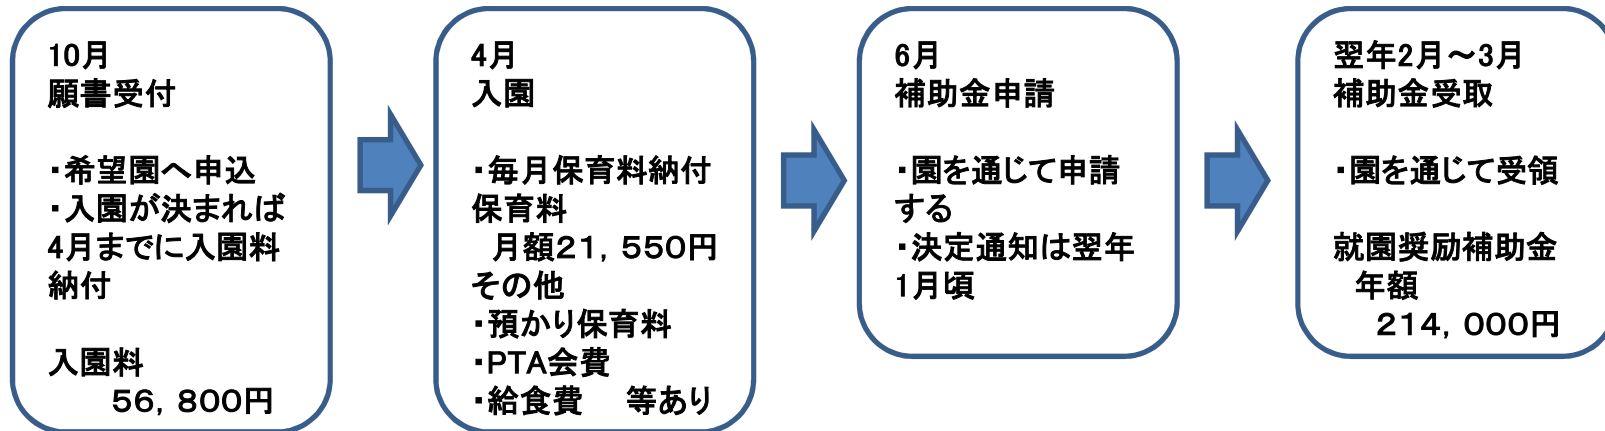 10月
願書受付
・希望園へ申込
・入園が決まれば
4月までに入園料
納付
入園料
56,800円
4月
入園
・毎月保育料納付
保育料
月額21,550円
その他
・預かり保育料
・PTA会費
・給食費　等あり
6月
補助金申請
・園を通じて申請
する
・決定通知は翌年
1月頃
翌年2月～3月
補助金受取
・園を通じて受領
就園奨励補助金
年額
214,000円